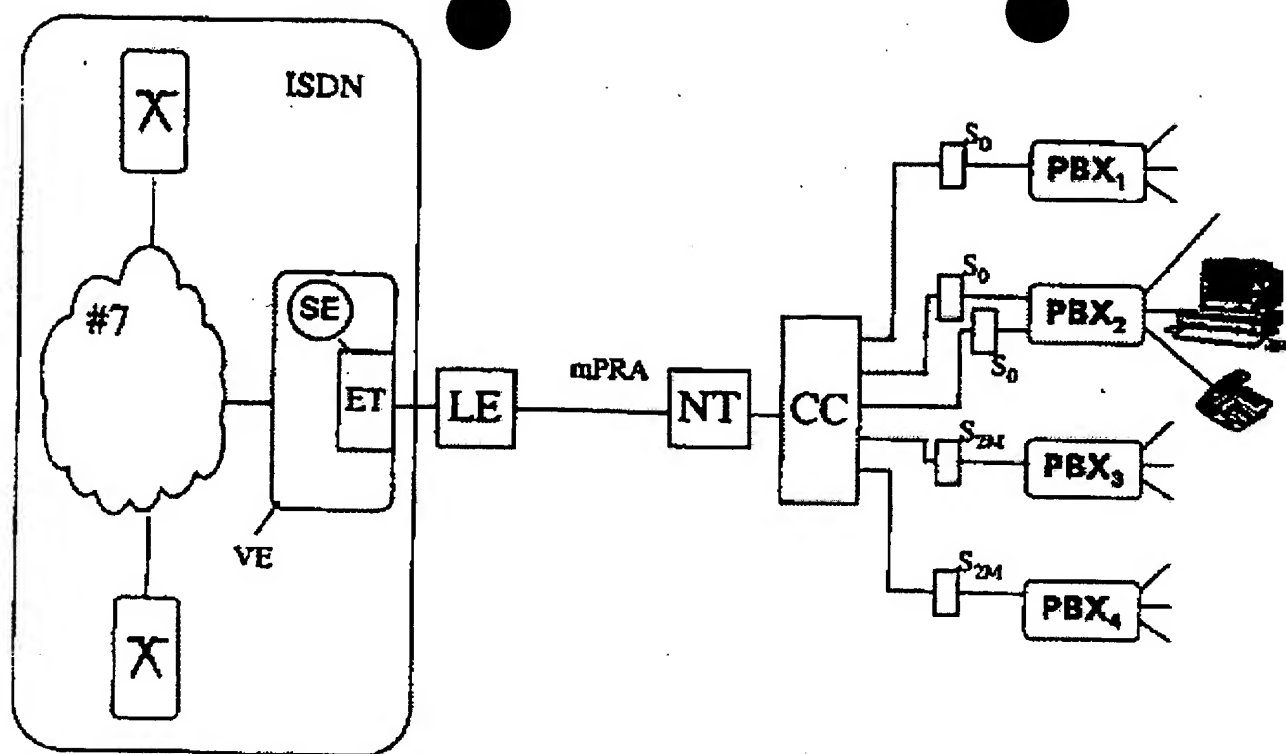 ISDN
#7
SE
ET
VE
LE
mPRA
NT
CC
S₀
PBX₁
S₀
PBX₂
S₀
S₂M
PBX₃
S₂M
PBX₄